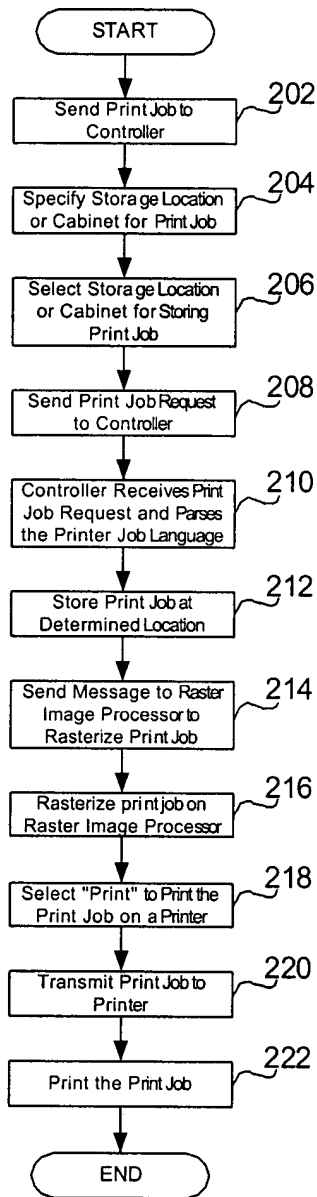 START
Send Print Job to
Controller
202
Specify Storage Location
or Cabinet for Print Job
204
Select Storage Location
or Cabinet for Storing
Print Job
206
Send Print Job Request
to Controller
208
Controller Receives Print
Job Request and Parses
the Printer Job Language
210
Store Print Job at
Determined Location
212
Send Message to Raster
Image Processor to
Rasterize Print Job
214
Rasterize print job on
Raster Image Processor
216
Select "Print" to Print the
Print Job on a Printer
218
Transmit Print Job to
Printer
220
Print the Print Job
222
END